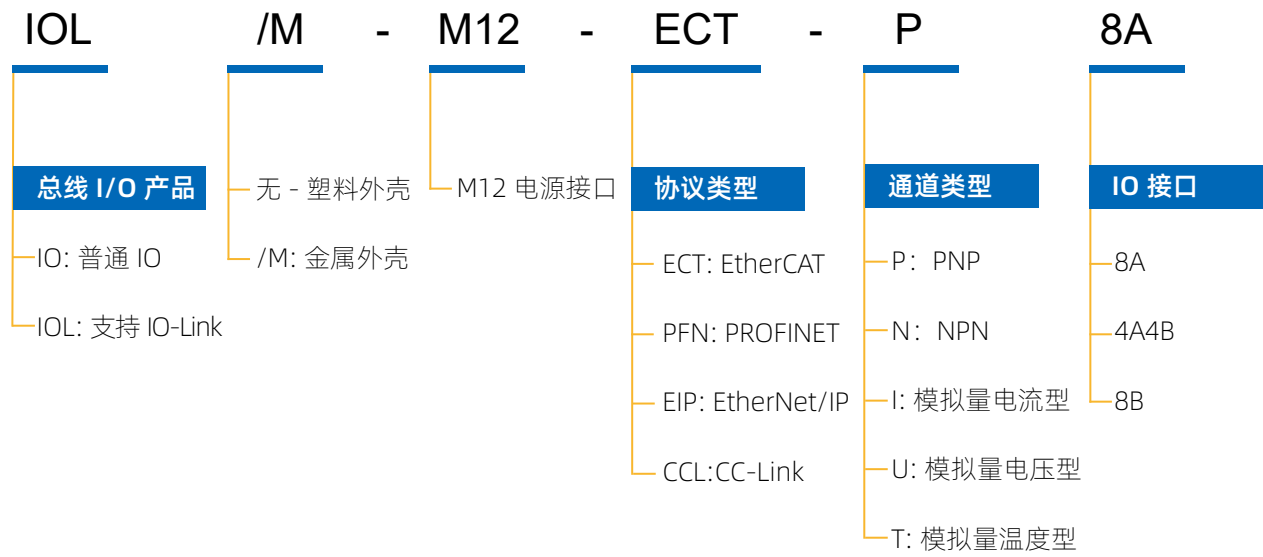 IOL /M - M12 - ECT - P 8A
总线 I/O 产品
IO: 普通 IO
IOL: 支持 IO-Link
无 - 塑料外壳
/M: 金属外壳
M12 电源接口
协议类型
ECT: EtherCAT
PFN: PROFINET
EIP: EtherNet/IP
CCL:CC-Link
通道类型
P: PNP
N: NPN
I: 模拟量电流型
U: 模拟量电压型
T: 模拟量温度型
IO 接口
8A
4A4B
8B